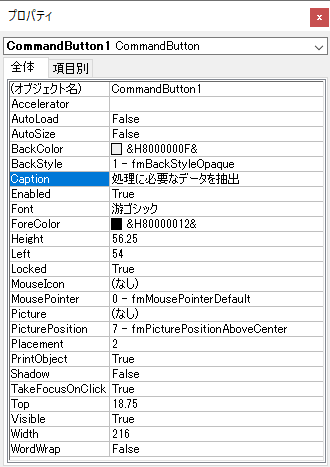 プロパティ
CommandButton1 CommandButton
全体 項目別
(オブジェクト名) CommandButton1
Accelerator
AutoLoad False
AutoSize False
BackColor &H8000000F&
BackStyle 1 - fmBackStyleOpaque
Caption 処理に必要なデータを抽出
Enabled True
Font 游ゴシック
ForeColor &H80000012&
Height 56.25
Left 54
Locked True
MouseIcon (なし)
MousePointer 0 - fmMousePointerDefault
Picture (なし)
PicturePosition 7 - fmPicturePositionAboveCenter
Placement 2
PrintObject True
Shadow False
TakeFocusOnClick True
Top 18.75
Visible True
Width 216
WordWrap False